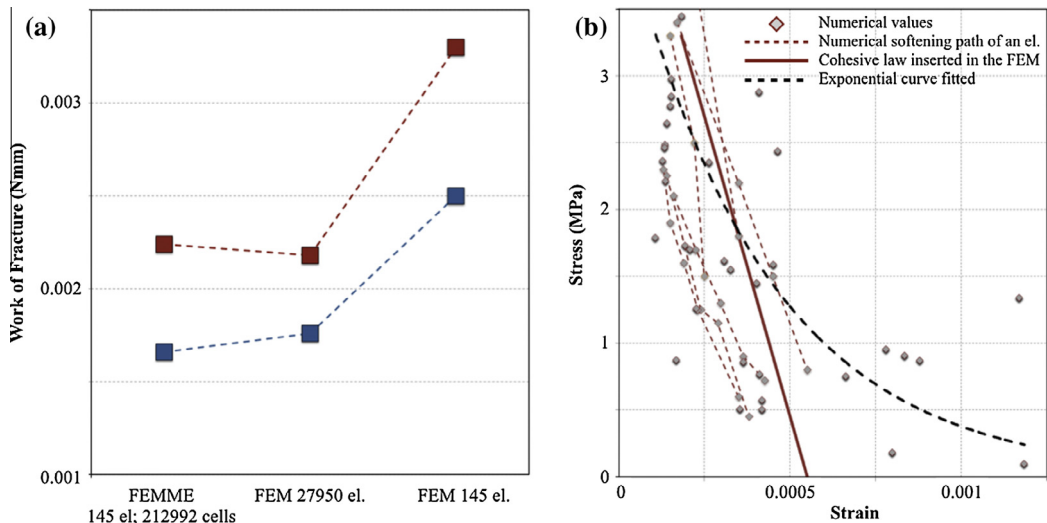 (a)
Work of Fracture (Nmm)
0.003
0.002
0.001
FEMME
145 el; 212992 cells
FEM 27950 el.
FEM 145 el.
(b)
Numerical values
Numerical softening path of an el.
Cohesive law inserted in the FEM
Exponential curve fitted
Stress (MPa)
3
2
1
0
0
0.0005
0.001
Strain